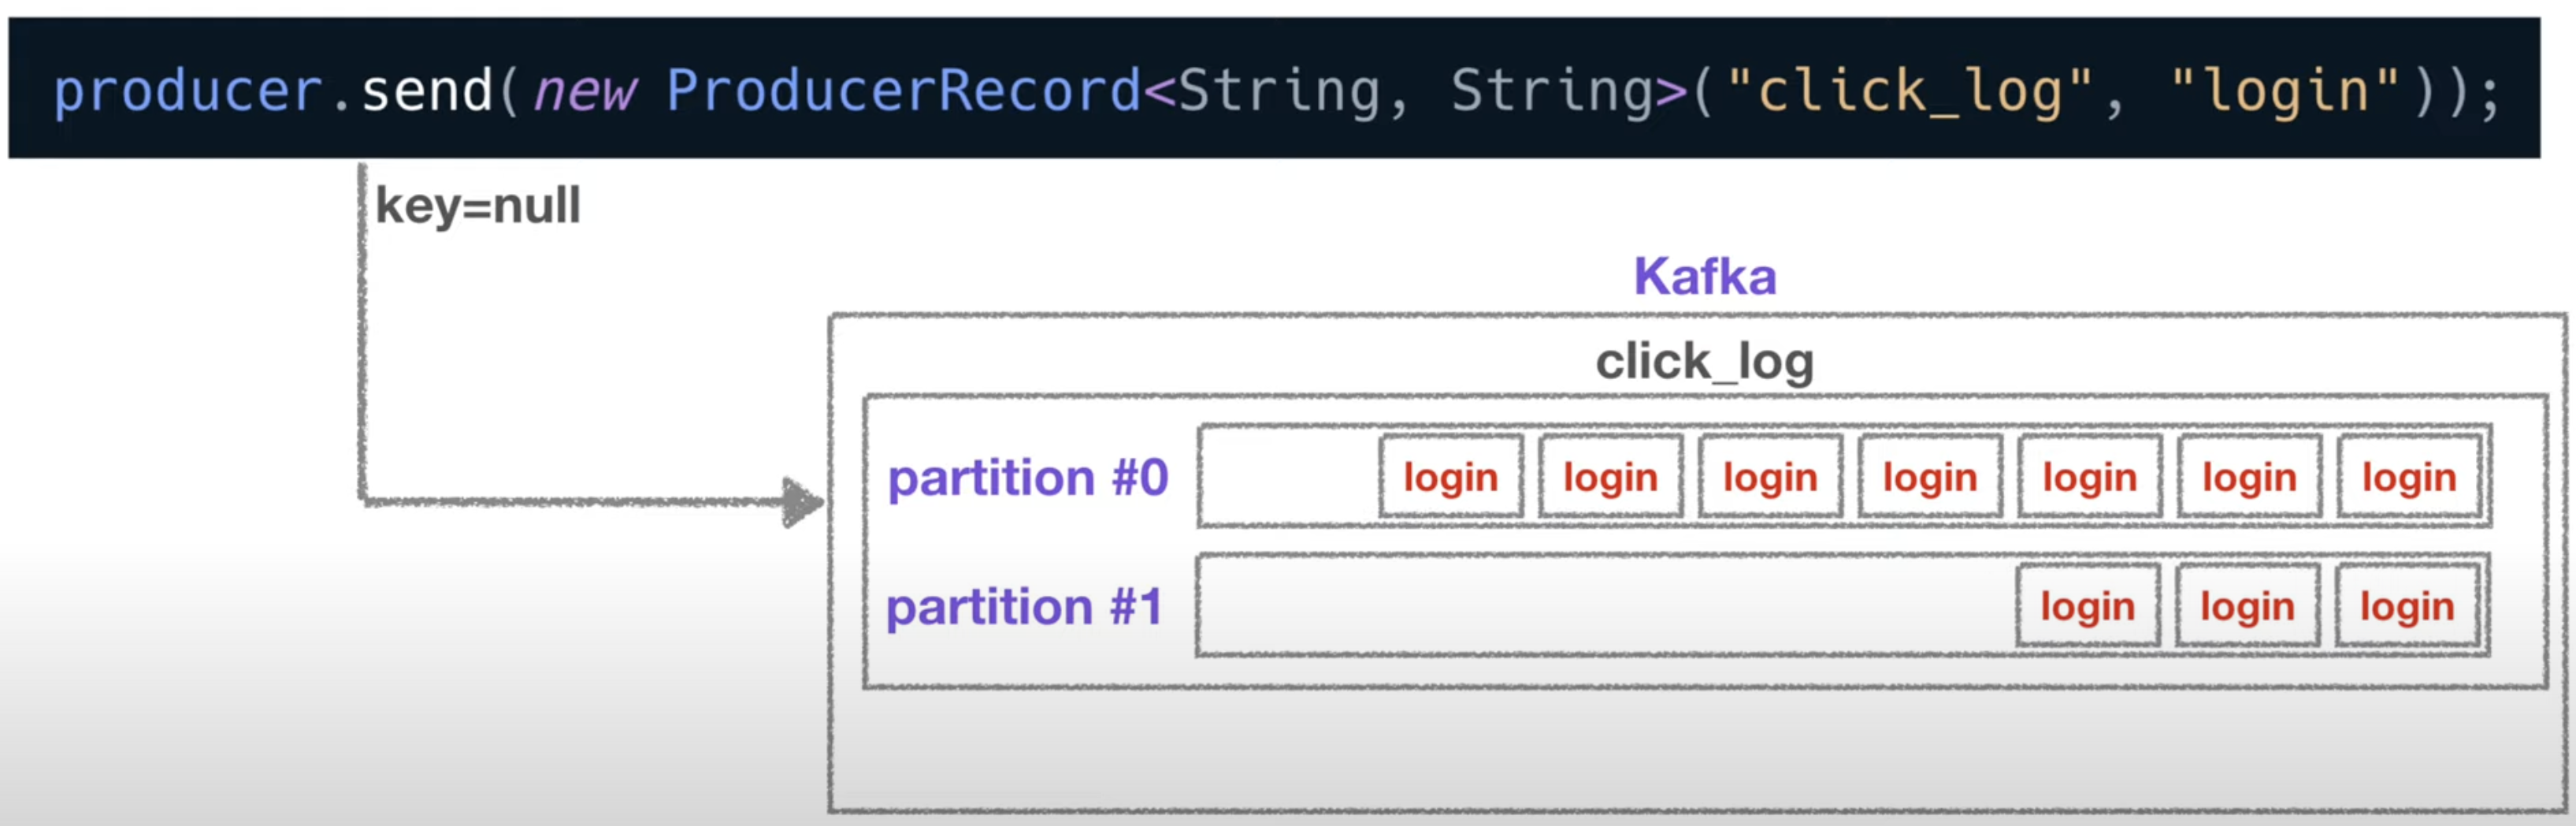 producer.send(new ProducerRecord<String, String>("click_log", "login"));
key=null
Kafka
click_log
partition #0 login login login login login login login
partition #1 login login login